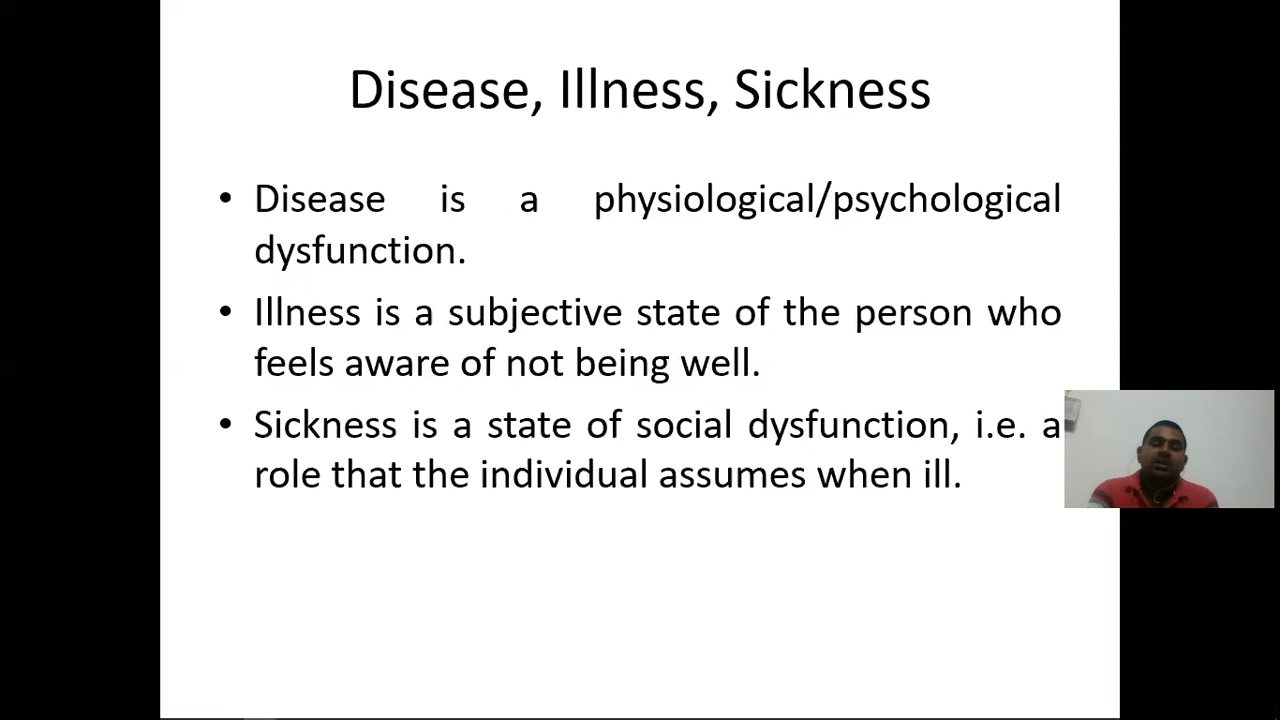 Disease, Illness, Sickness
• Disease is a physiological/psychological
dysfunction.
• Illness is a subjective state of the person who
feels aware of not being well.
• Sickness is a state of social dysfunction, i.e. a
role that the individual assumes when ill.